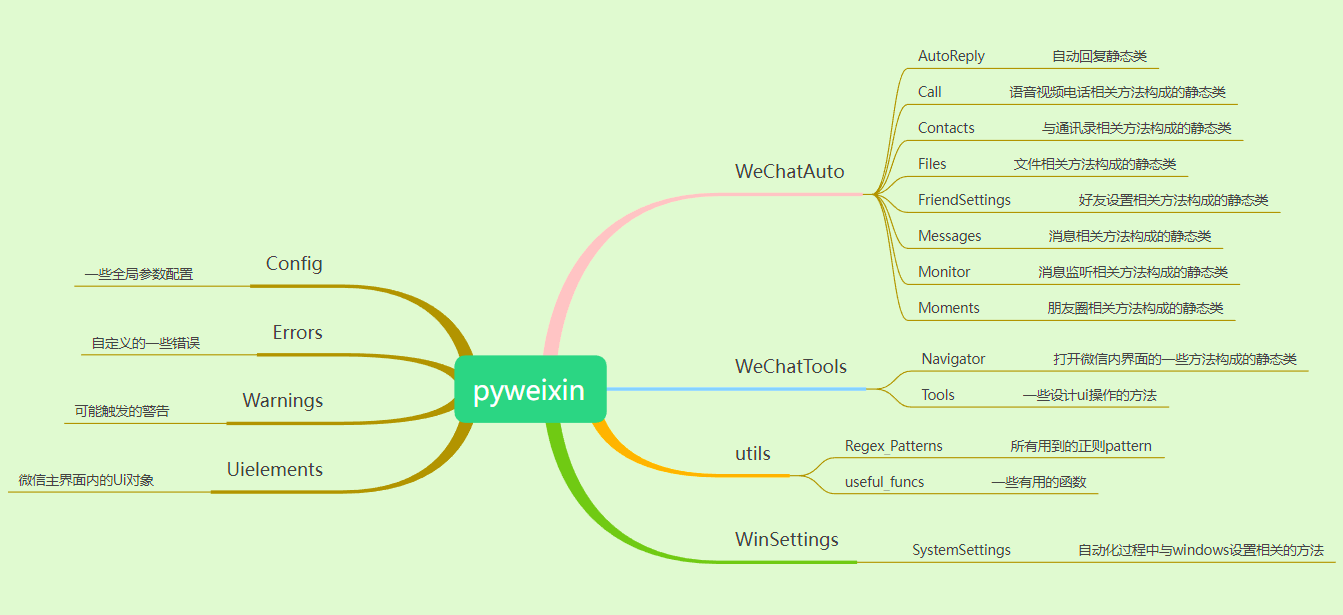 pyweixin
WeChatAuto
AutoReply 自动回复静态类
Call 语音视频电话相关方法构成的静态类
Contacts 与通讯录相关方法构成的静态类
Files 文件相关方法构成的静态类
FriendSettings 好友设置相关方法构成的静态类
Messages 消息相关方法构成的静态类
Monitor 消息监听相关方法构成的静态类
Moments 朋友圈相关方法构成的静态类
WeChatTools
Navigator 打开微信内界面的一些方法构成的静态类
Tools 一些设计ui操作的方法
utils
Regex_Patterns 所有用到的正则pattern
useful_funcs 一些有用的函数
WinSettings
SystemSettings 自动化过程中与windows设置相关的方法
Config
一些全局参数配置
Errors
自定义的一些错误
Warnings
可能触发的警告
Uielements
微信主界面内的Ui对象